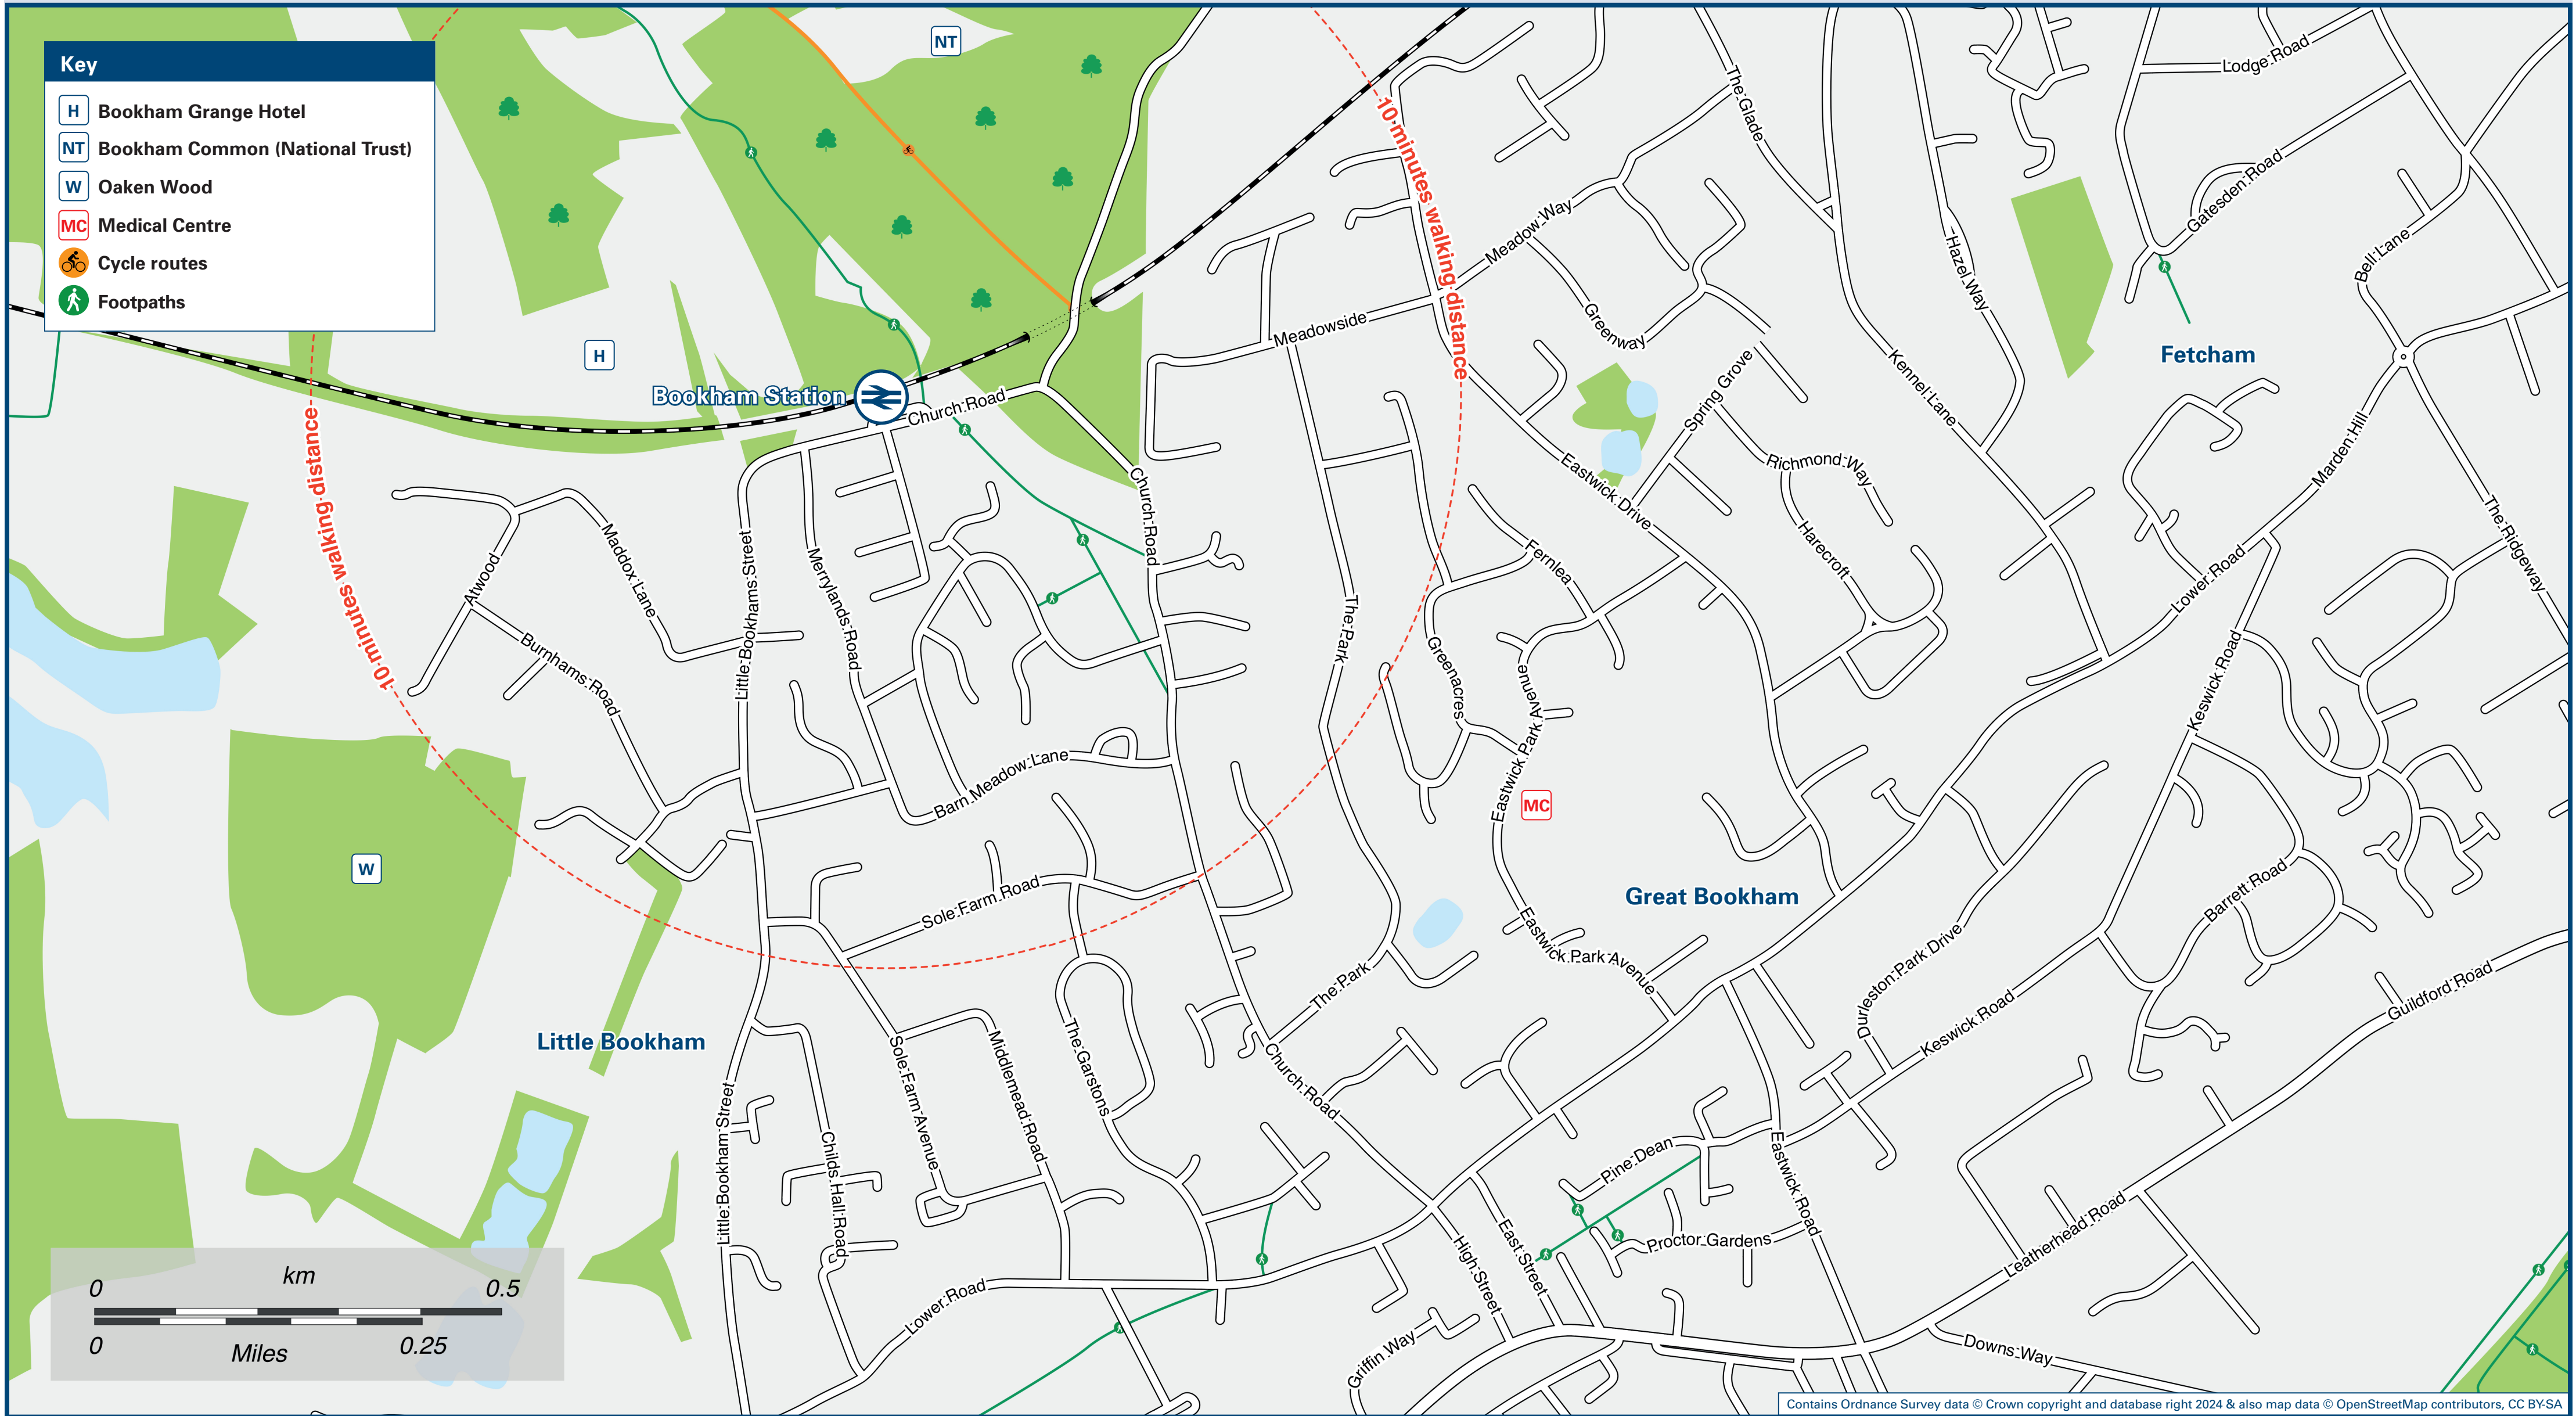 Key
H Bookham Grange Hotel
NT Bookham Common (National Trust)
W Oaken Wood
MC Medical Centre
Cycle routes
Footpaths
NT
Lodge Road
The Glade
10 minutes walking distance
Gatesden Road
Meadow Way
Hazel Way
Bell Lane
Greenway
Meadowside
H
Fetcham
Kennel Lane
Spring Grove
Bookham Station
Church Road
Marden Hill
10 minutes walking distance
Richmond Way
Eastwick Drive
Church Road
The Ridgeway
Maddox Lane
Little Bookhams Street
Merrylands Road
Atwood
Fernlea
Harecroft
Lower Road
The Park
Burnhams Road
Greenacres
Eastwick Park Avenue
Keswick Road
Barn Meadow Lane
MC
W
Great Bookham
Sole Farm Road
Barrett Road
Eastwick Park Avenue
Durleston Park Drive
The Park
Guildford Road
Keswick Road
Little Bookham
Sole Farm Avenue
Middlemead Road
The Garstons
Church Road
Little Bookham Street
Childs Hall Road
Pine Dean
Eastwick Road
Little Bookham Street
Proctor Gardens
Leatherhead Road
High Street
East Street
Lower Road
Griffin Way
Downs Way
0 km 0.5
0 Miles 0.25
Contains Ordnance Survey data © Crown copyright and database right 2024 & also map data © OpenStreetMap contributors, CC BY-SA